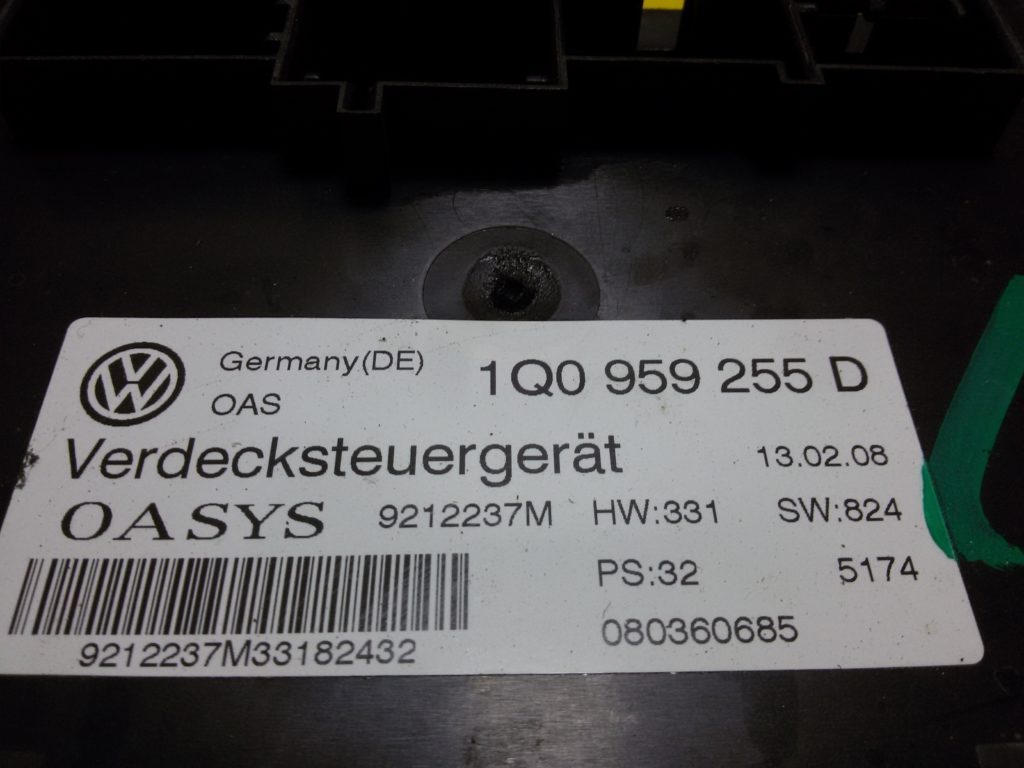 Germany(DE) 1Q0 959 255 D
OAS
Verdecksteuergerät 13.02.08
OASYS 9212237M HW:331 SW:824
PS:32 5174
080360685
9212237M33182432